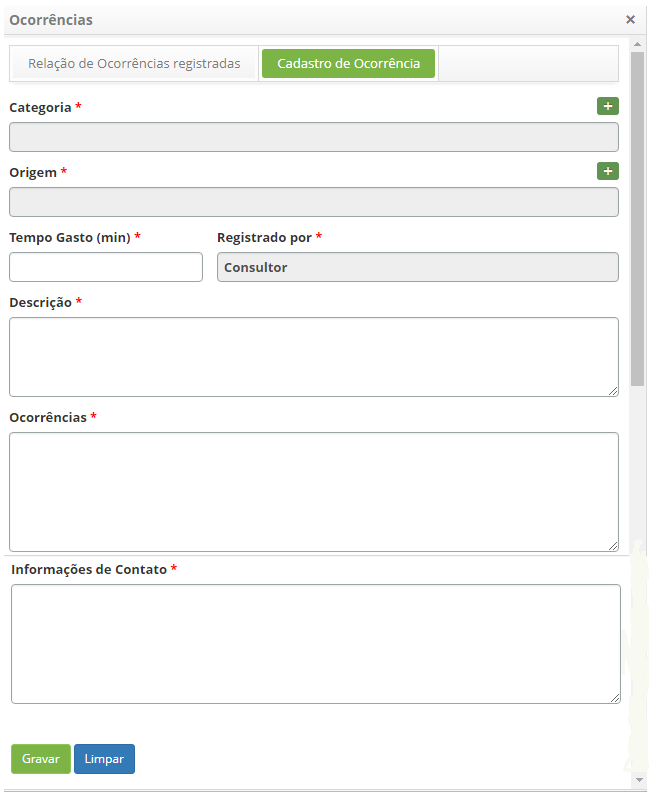 Ocorrências ×
Relação de Ocorrências registradas Cadastro de Ocorrência
Categoria * +
Origem * +
Tempo Gasto (min) * Registrado por *
Consultor
Descrição *
Ocorrências *
Informações de Contato *
Gravar Limpar